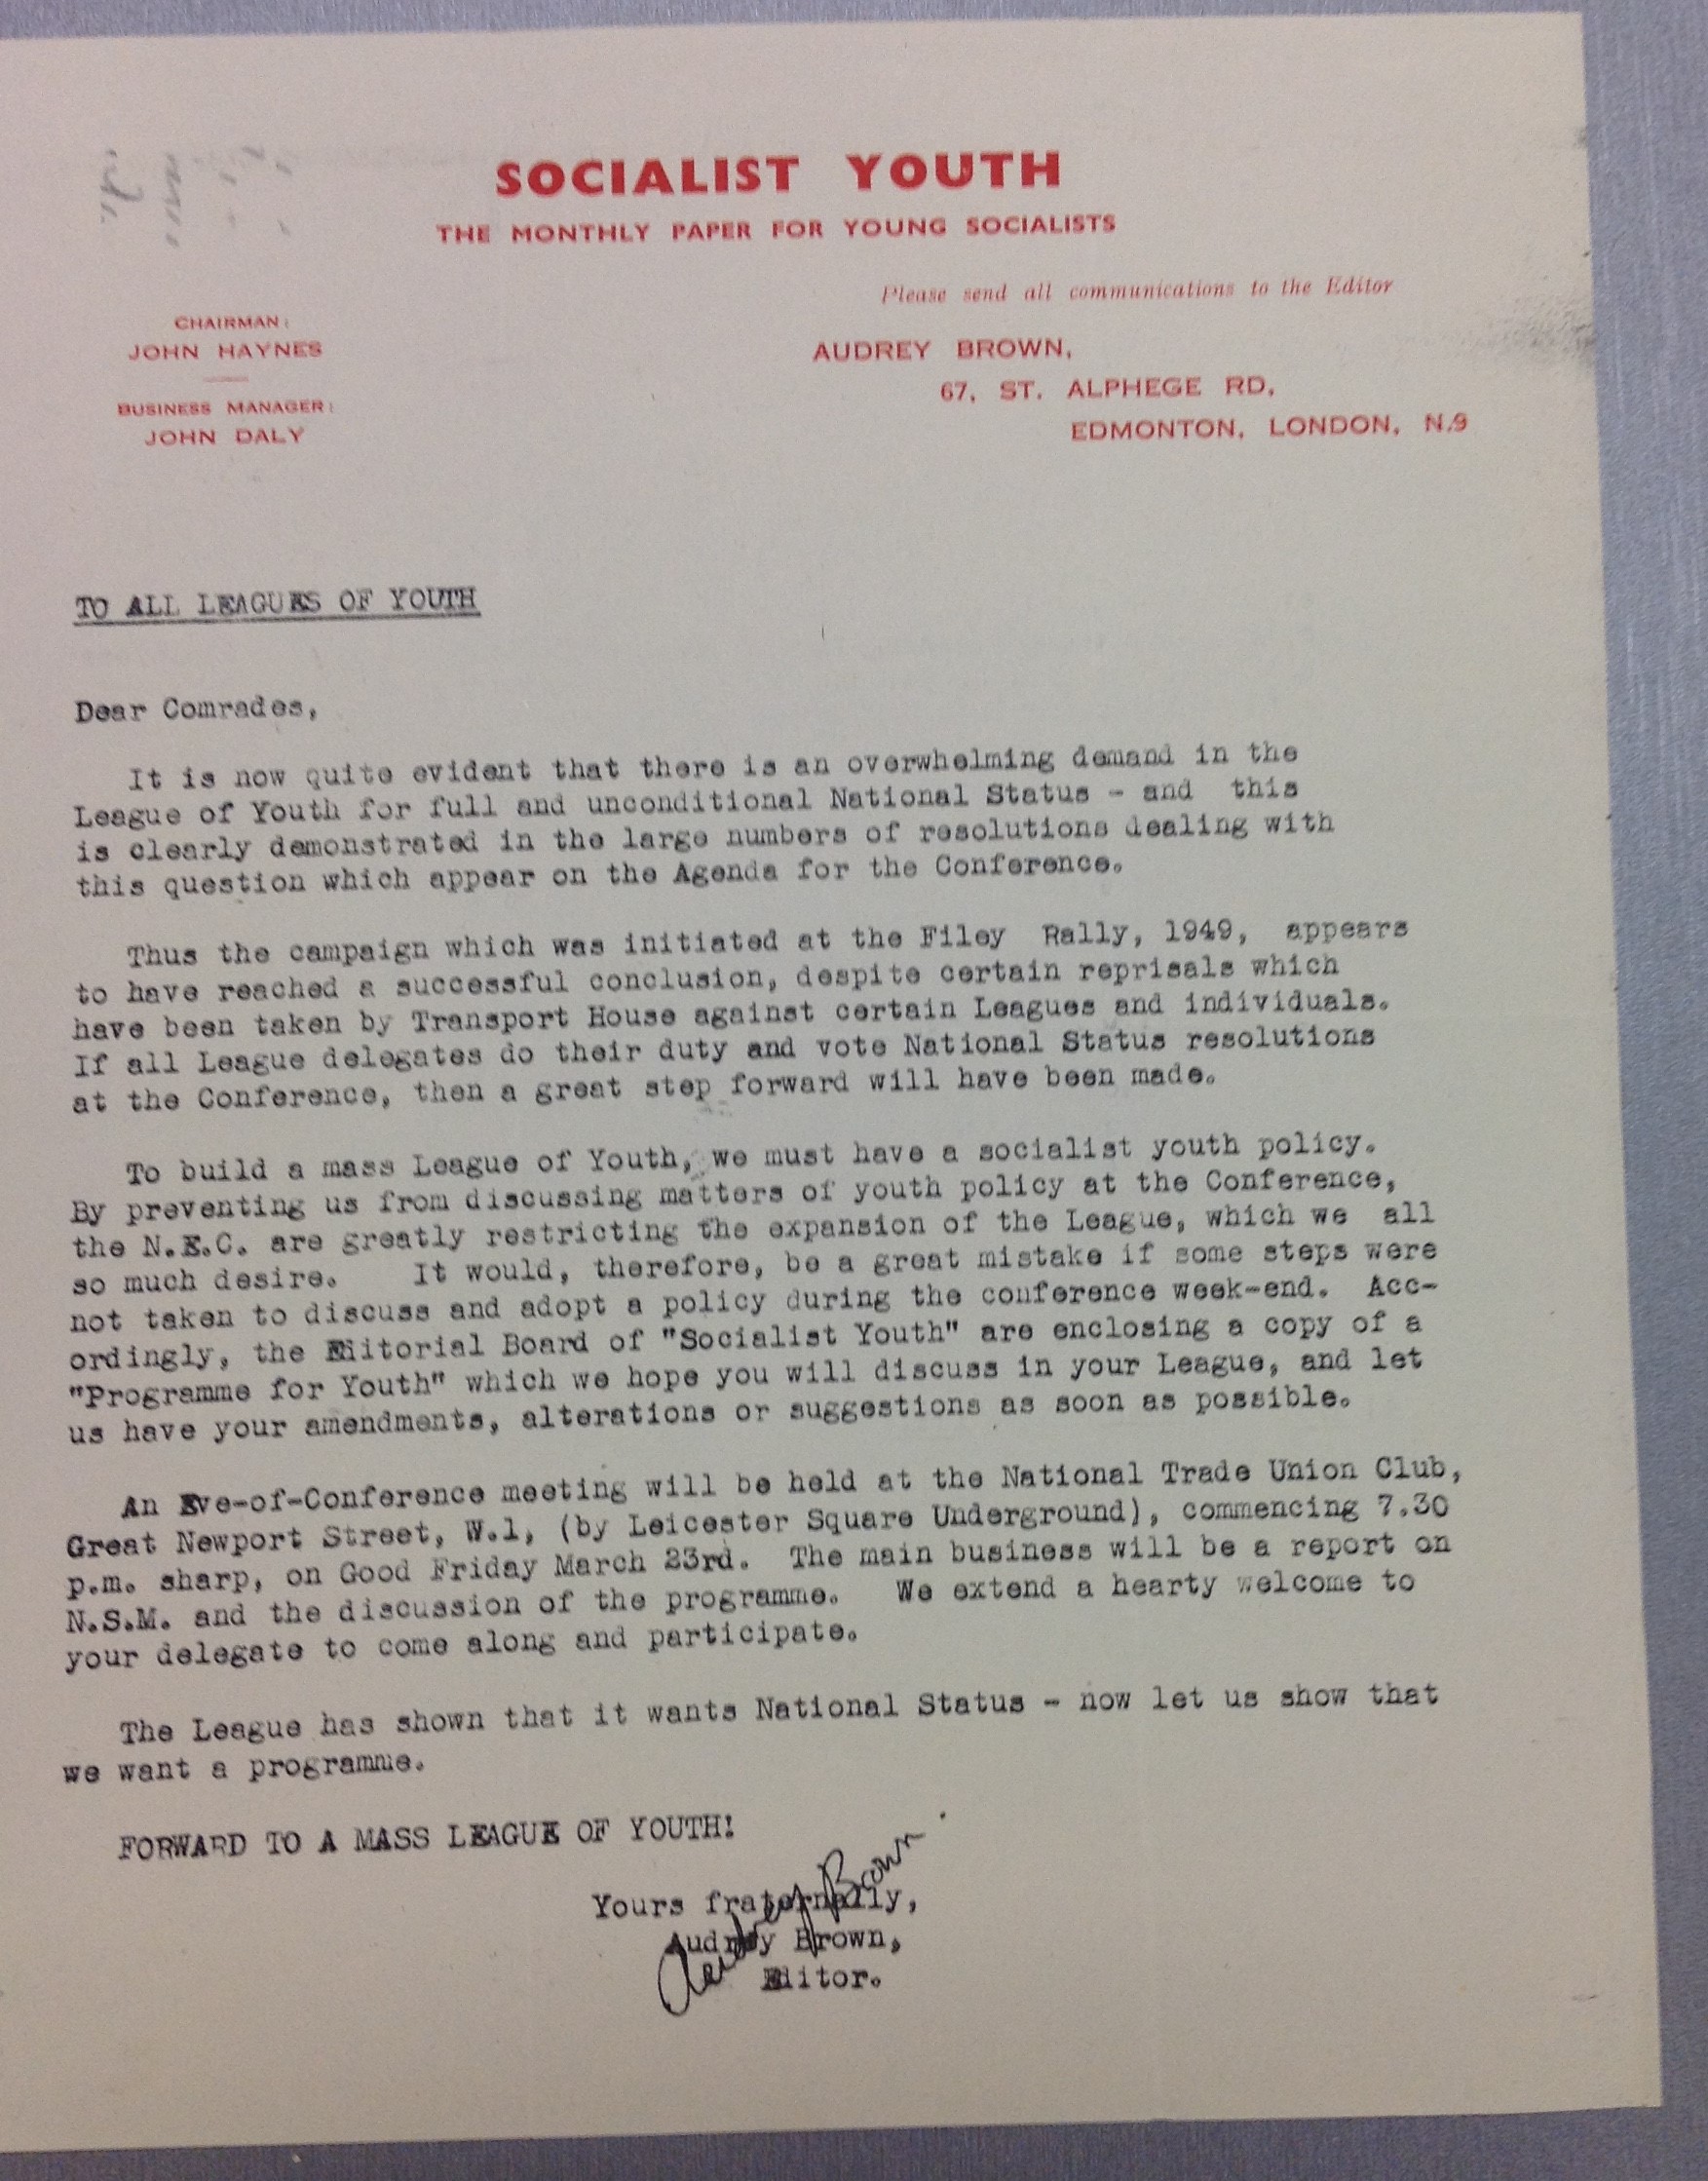 SOCIALIST YOUTH
THE MONTHLY PAPER FOR YOUNG SOCIALISTS
Please send all communications to the Editor
CHAIRMAN:
JOHN HAYNES
BUSINESS MANAGER:
JOHN DALY
AUDREY BROWN,
67, ST. ALPHEGE RD,
EDMONTON, LONDON, N.9
TO ALL LEAGUES OF YOUTH
Dear Comrades,
It is now quite evident that there is an overwhelming demand in the
League of Youth for full and unconditional National Status - and this
is clearly demonstrated in the large numbers of resolutions dealing with
this question which appear on the Agenda for the Conference.
Thus the campaign which was initiated at the Filey Rally, 1949, appears
to have reached a successful conclusion, despite certain reprisals which
have been taken by Transport House against certain Leagues and individuals.
If all League delegates do their duty and vote National Status resolutions
at the Conference, then a great step forward will have been made.
To build a mass League of Youth, we must have a socialist youth policy.
By preventing us from discussing matters of youth policy at the Conference,
the N.E.C. are greatly restricting the expansion of the League, which we all
so much desire. It would, therefore, be a great mistake if some steps were
not taken to discuss and adopt a policy during the conference week-end. Acc-
ordingly, the Editorial Board of "Socialist Youth" are enclosing a copy of a
"Programme for Youth" which we hope you will discuss in your League, and let
us have your amendments, alterations or suggestions as soon as possible.
An Eve-of-Conference meeting will be held at the National Trade Union Club,
Great Newport Street, W.1, (by Leicester Square Underground), commencing 7.30
p.m. sharp, on Good Friday March 23rd. The main business will be a report on
N.S.M. and the discussion of the programme. We extend a hearty welcome to
your delegate to come along and participate.
The League has shown that it wants National Status - now let us show that
we want a programme.
FORWARD TO A MASS LEAGUE OF YOUTH!
Yours fraternally,
Audrey Brown
Audrey Brown,
Editor.